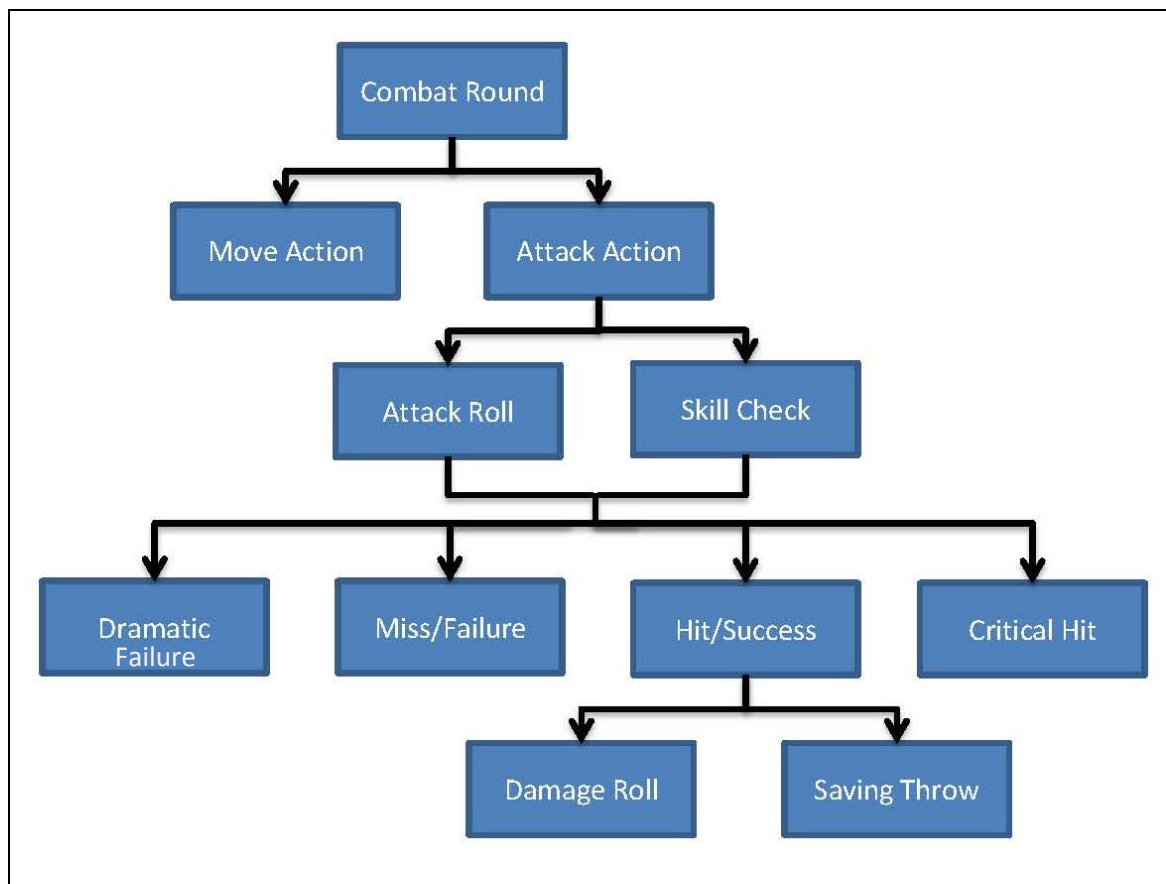 Combat Round
Move Action
Attack Action
Attack Roll
Skill Check
Dramatic
Failure
Miss/Failure
Hit/Success
Critical Hit
Damage Roll
Saving Throw